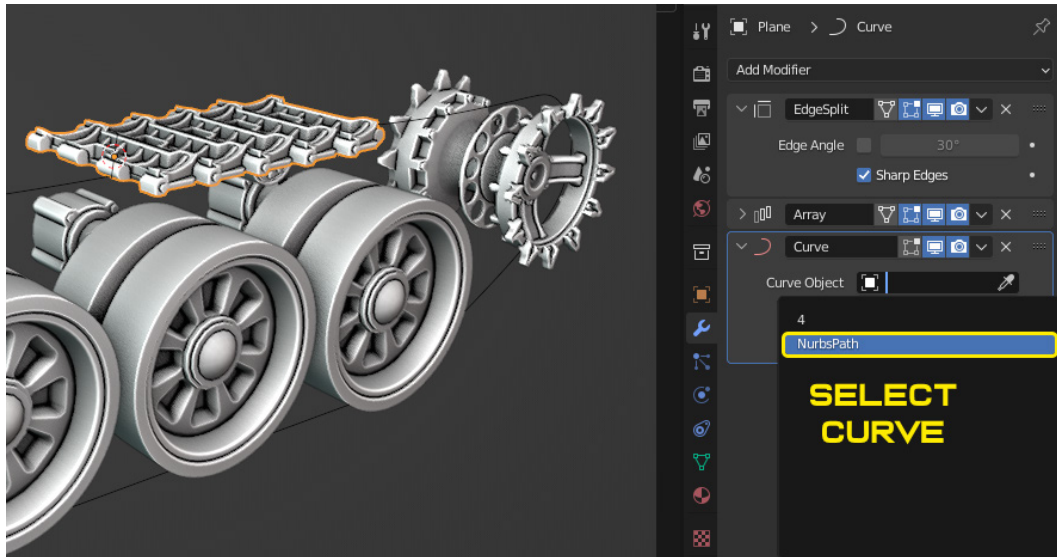 Plane > Curve
Add Modifier
EdgeSplit
Edge Angle 30°
Sharp Edges
Array
Curve
Curve Object
4
NurbsPath
SELECT
CURVE